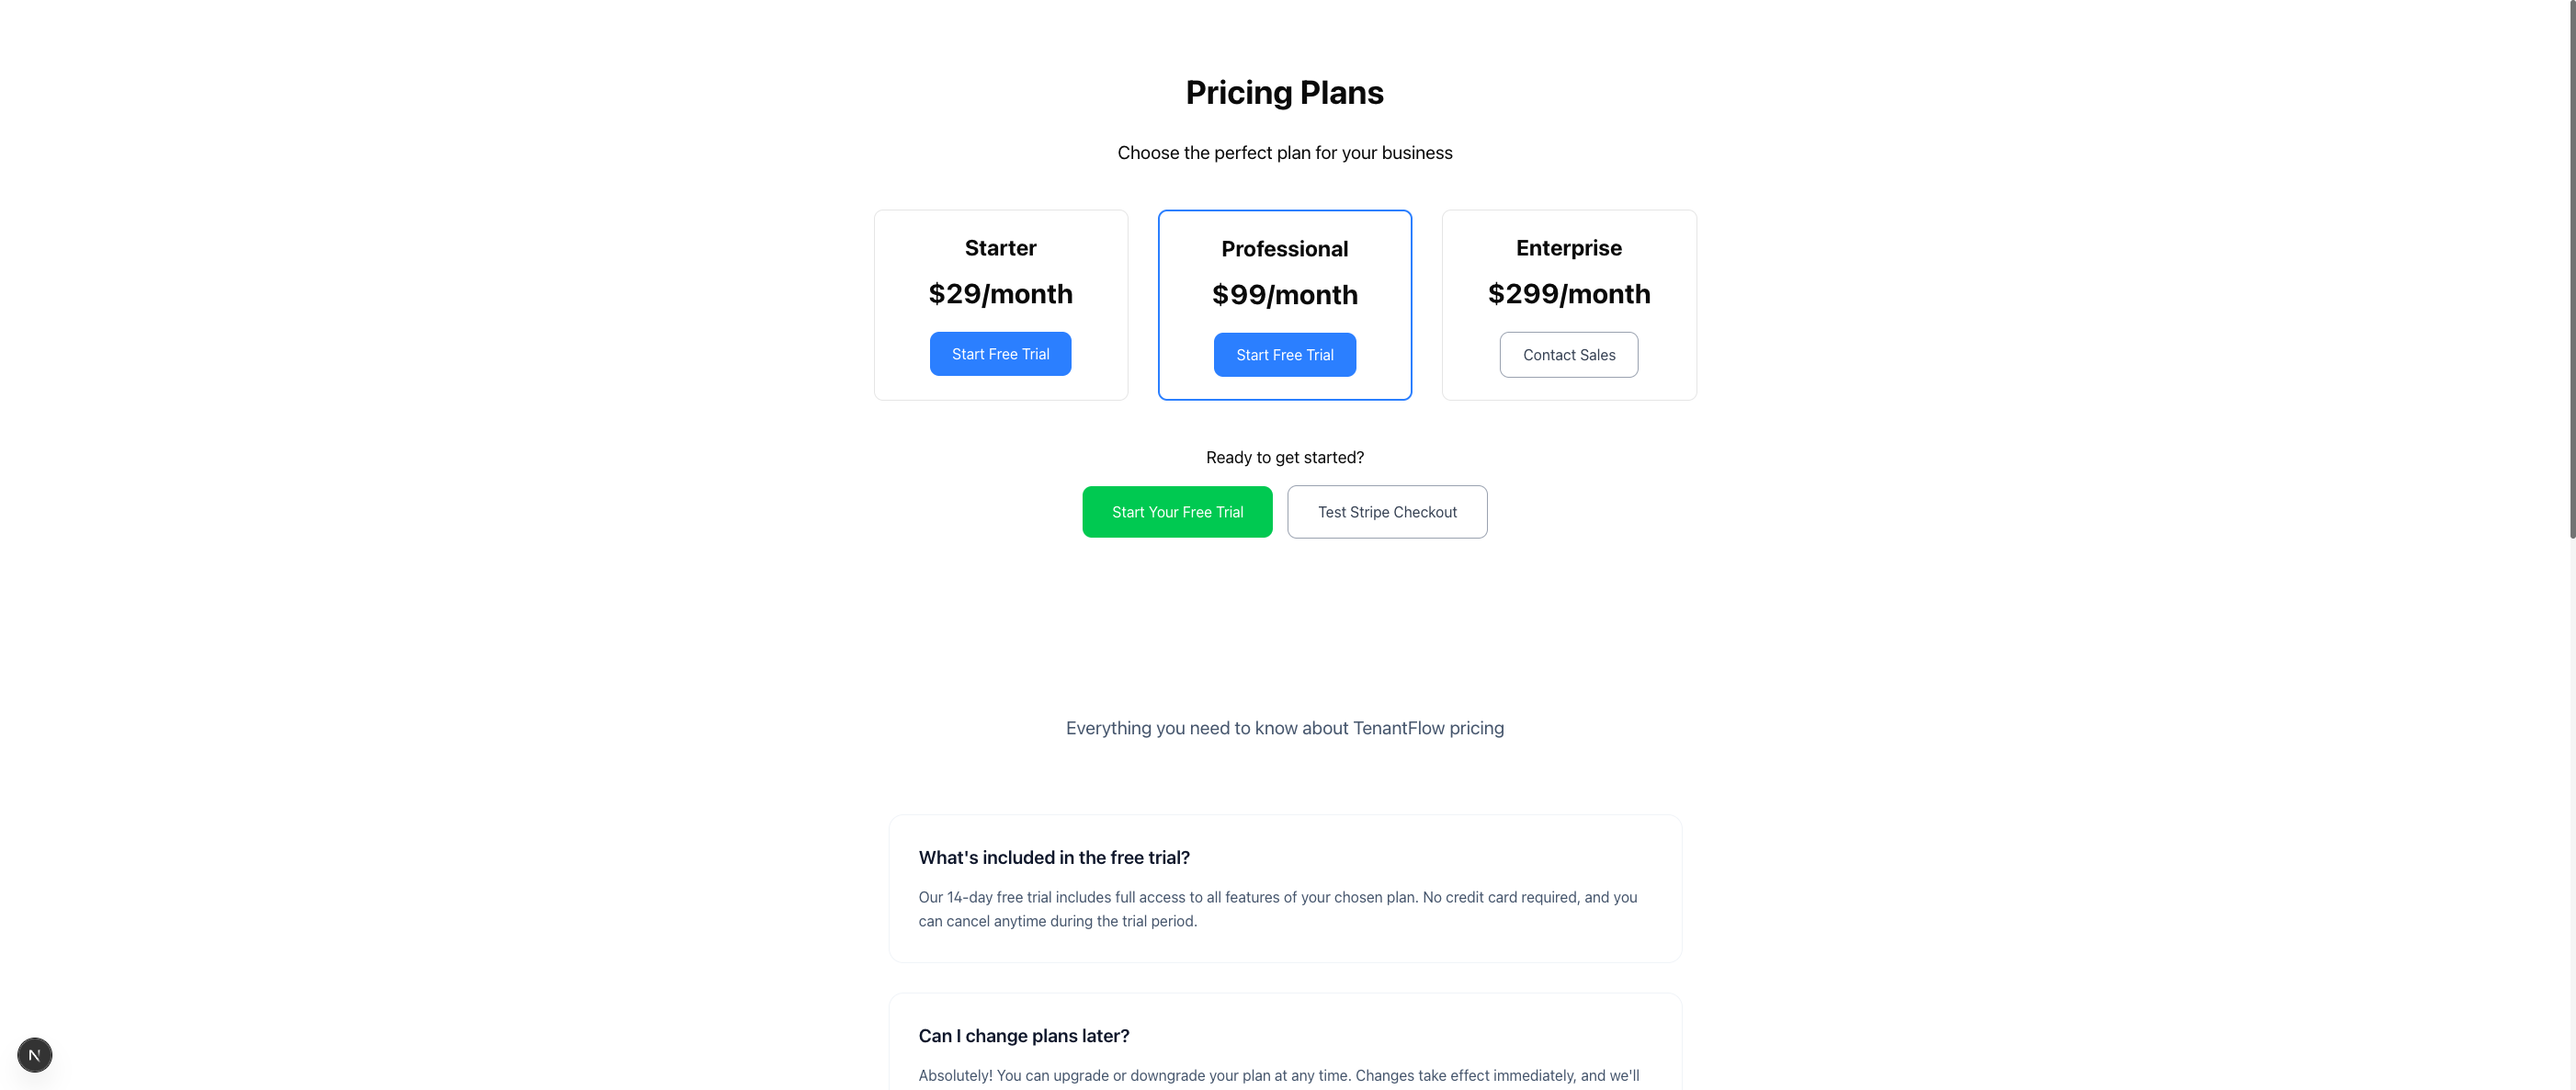 Pricing Plans
Choose the perfect plan for your business
Starter
$29/month
Start Free Trial
Professional
$99/month
Start Free Trial
Enterprise
$299/month
Contact Sales
Ready to get started?
Start Your Free Trial
Test Stripe Checkout
Everything you need to know about TenantFlow pricing
What's included in the free trial?
Our 14-day free trial includes full access to all features of your chosen plan. No credit card required, and you
can cancel anytime during the trial period.
Can I change plans later?
Absolutely! You can upgrade or downgrade your plan at any time. Changes take effect immediately, and we'll
N